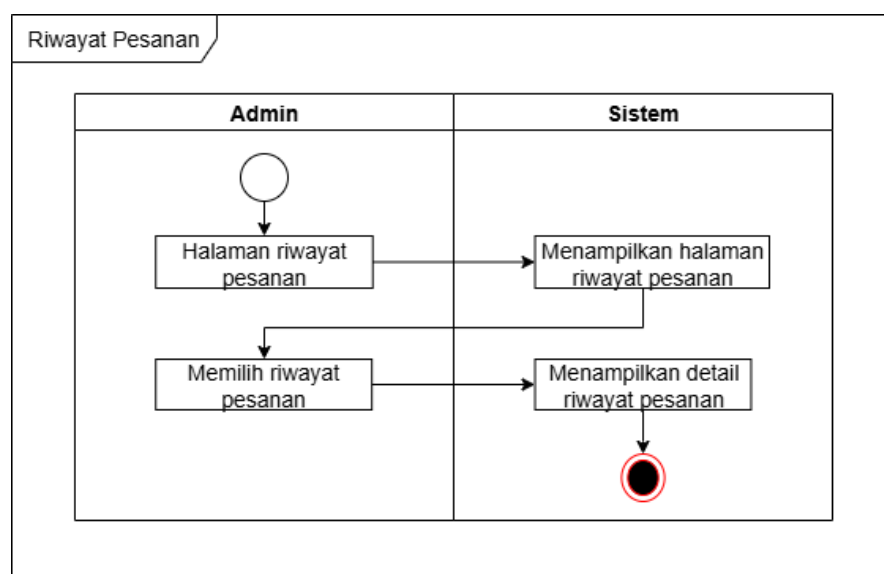 Riwayat Pesanan
Admin
Sistem
Halaman riwayat
pesanan
Menampilkan halaman
riwayat pesanan
Memilih riwayat
pesanan
Menampilkan detail
riwayat pesanan